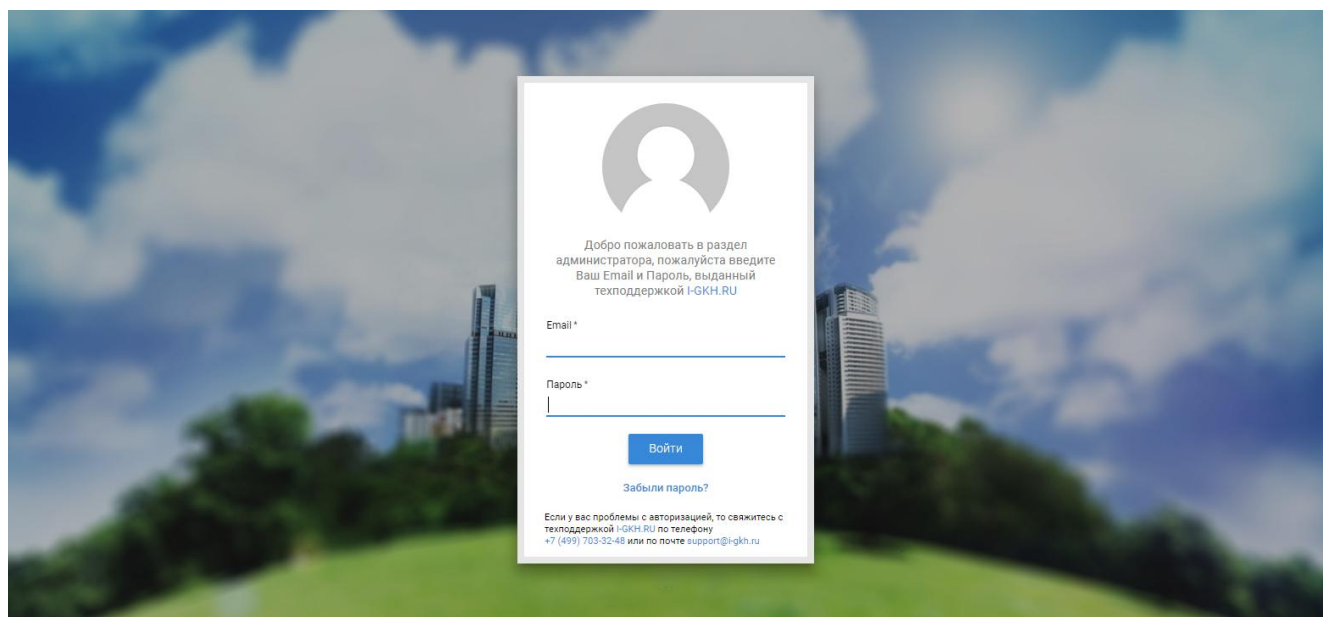 Добро пожаловать в раздел
администратора, пожалуйста введите
Ваш Email и Пароль, выданный
техподдержкой I-GKH.RU
Email *
Пароль *
Войти
Забыли пароль?
Если у вас проблемы с авторизацией, то свяжитесь с
техподдержкой I-GKH.RU по телефону
+7 (499) 703-32-48 или по почте support@i-gkh.ru